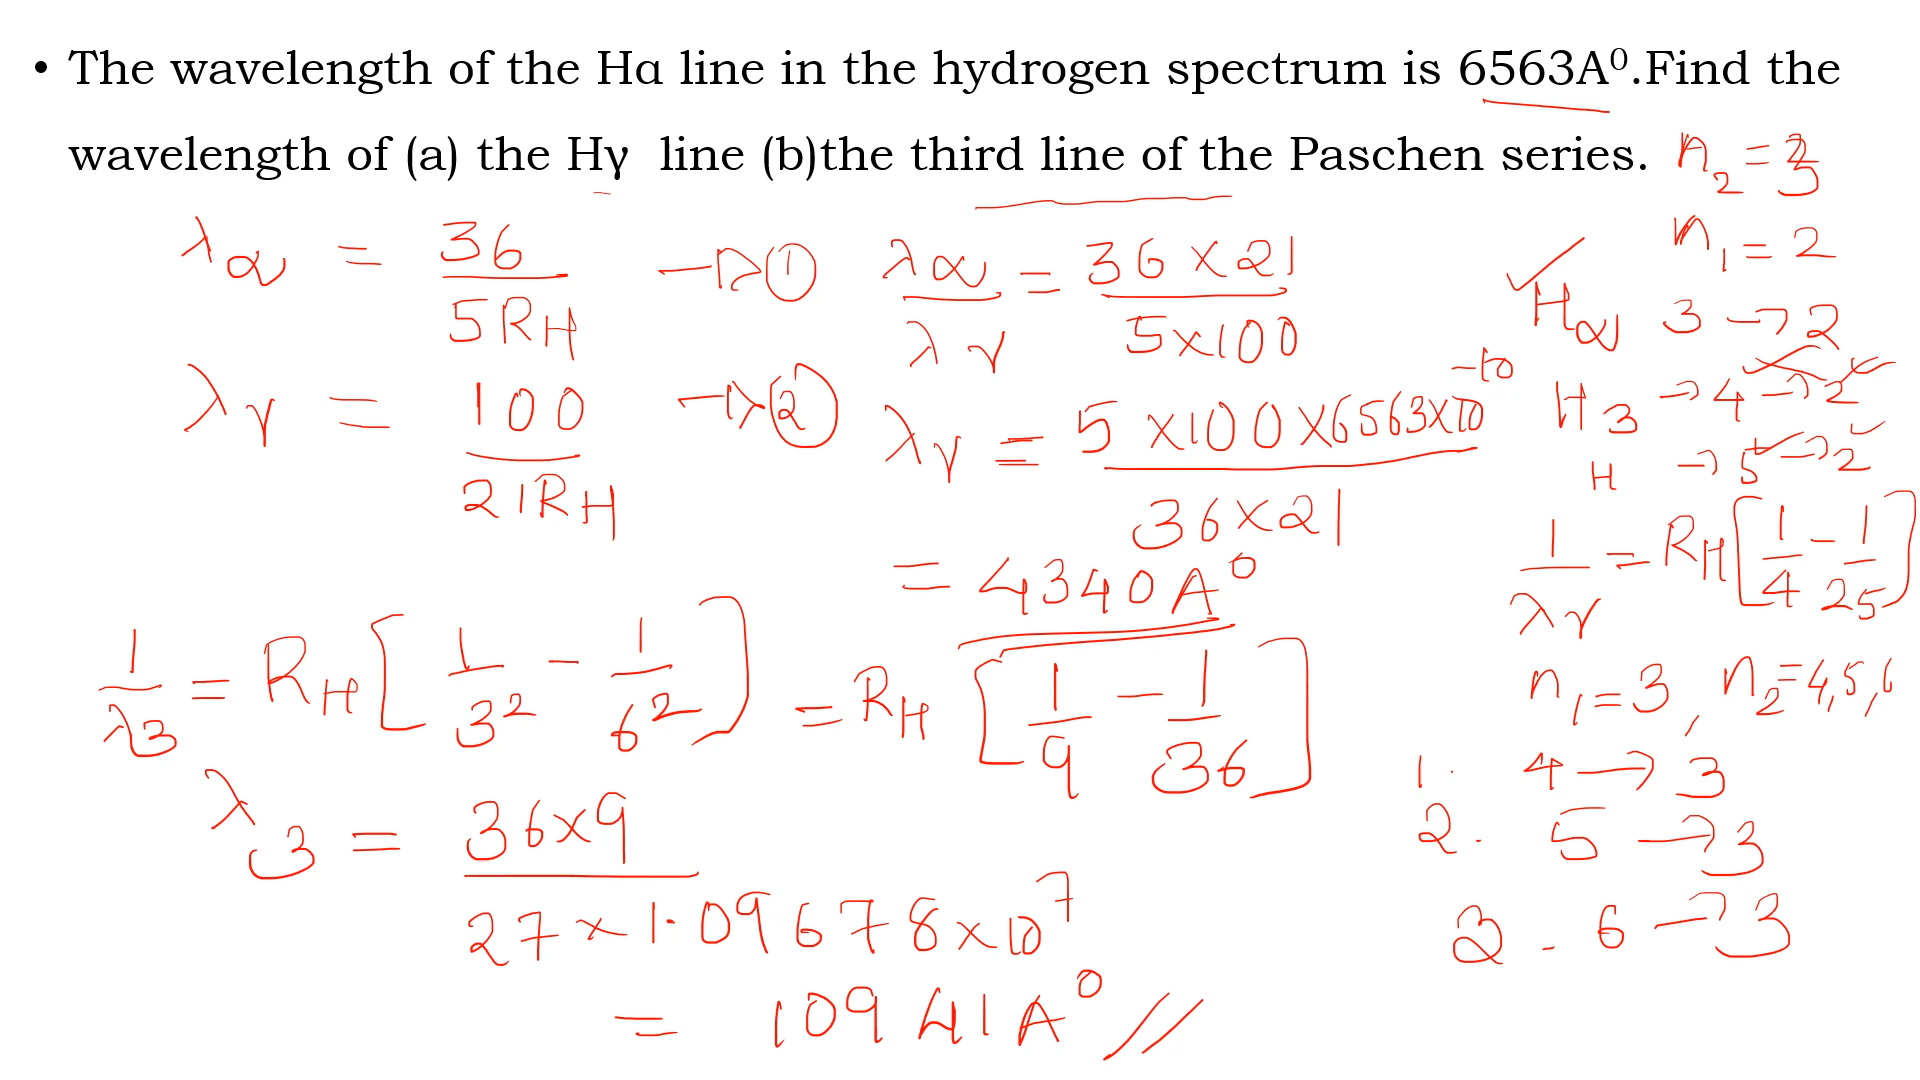 • The wavelength of the Hα line in the hydrogen spectrum is 6563A⁰.Find the
wavelength of (a) the Hγ line (b)the third line of the Paschen series.
n₂ = 3
n₁ = 2
λα = 36 / 5RH → ①
λα / λγ = 36 × 21 / 5×100
Hα 3 → 2
λγ = 100 / 21RH → ②
λγ = 5 ×100×6563×10⁻¹⁰ / 36×21
= 4340A⁰
H 3 → 4 → 2
H → 5 → 2
1/λγ = RH [1/4 - 1/25]
n₁ = 3, n₂ = 4,5,6
1/λ3 = RH [1/3² - 1/6²] = RH [1/9 - 1/36]
1. 4 → 3
2. 5 → 3
3. 6 → 3
λ3 = 36×9 / 27×1.09678×10⁷
= 10941A⁰ //